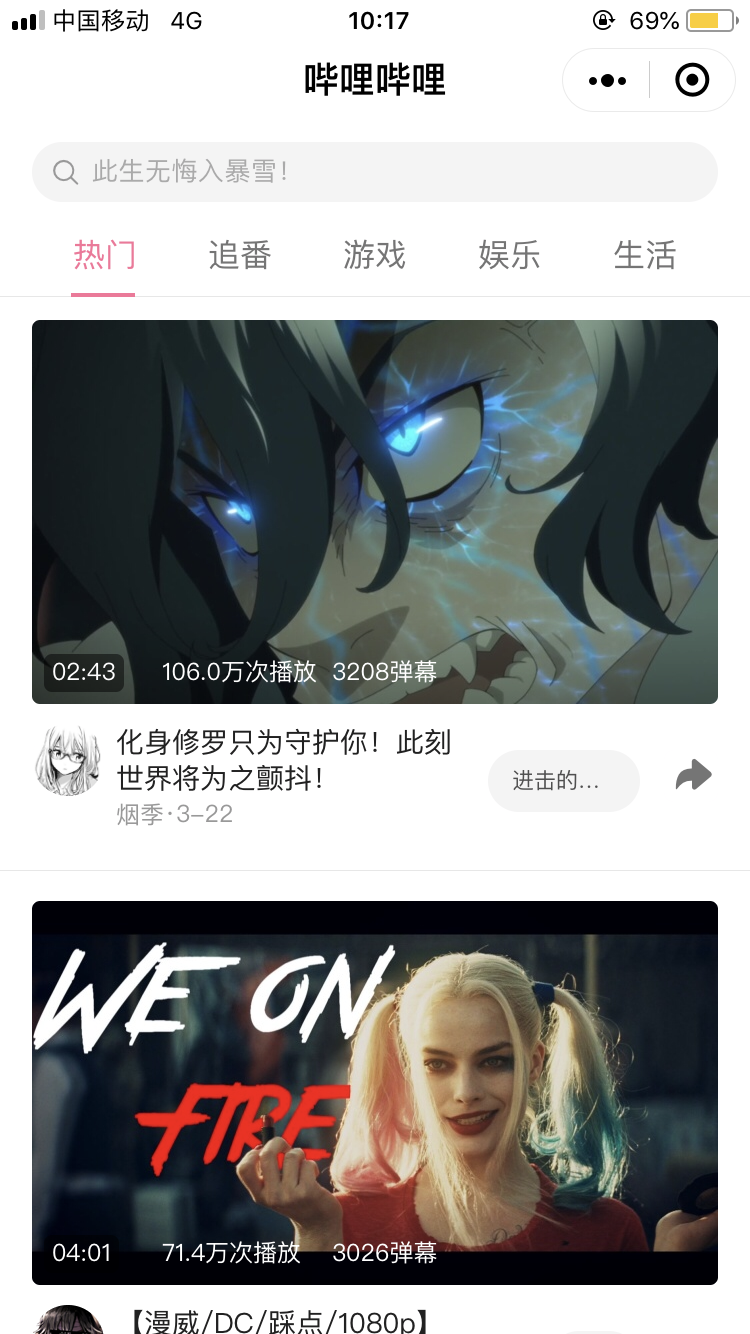 中国移动 4G 10:17 69%
哔哩哔哩
此生无悔入暴雪！
热门 追番 游戏 娱乐 生活
02:43 106.0万次播放 3208弹幕
化身修罗只为守护你！此刻
世界将为之颤抖！
烟季·3-22
进击的...
WE ON
FIRE
04:01 71.4万次播放 3026弹幕
【漫威/DC/踩点/1080p】